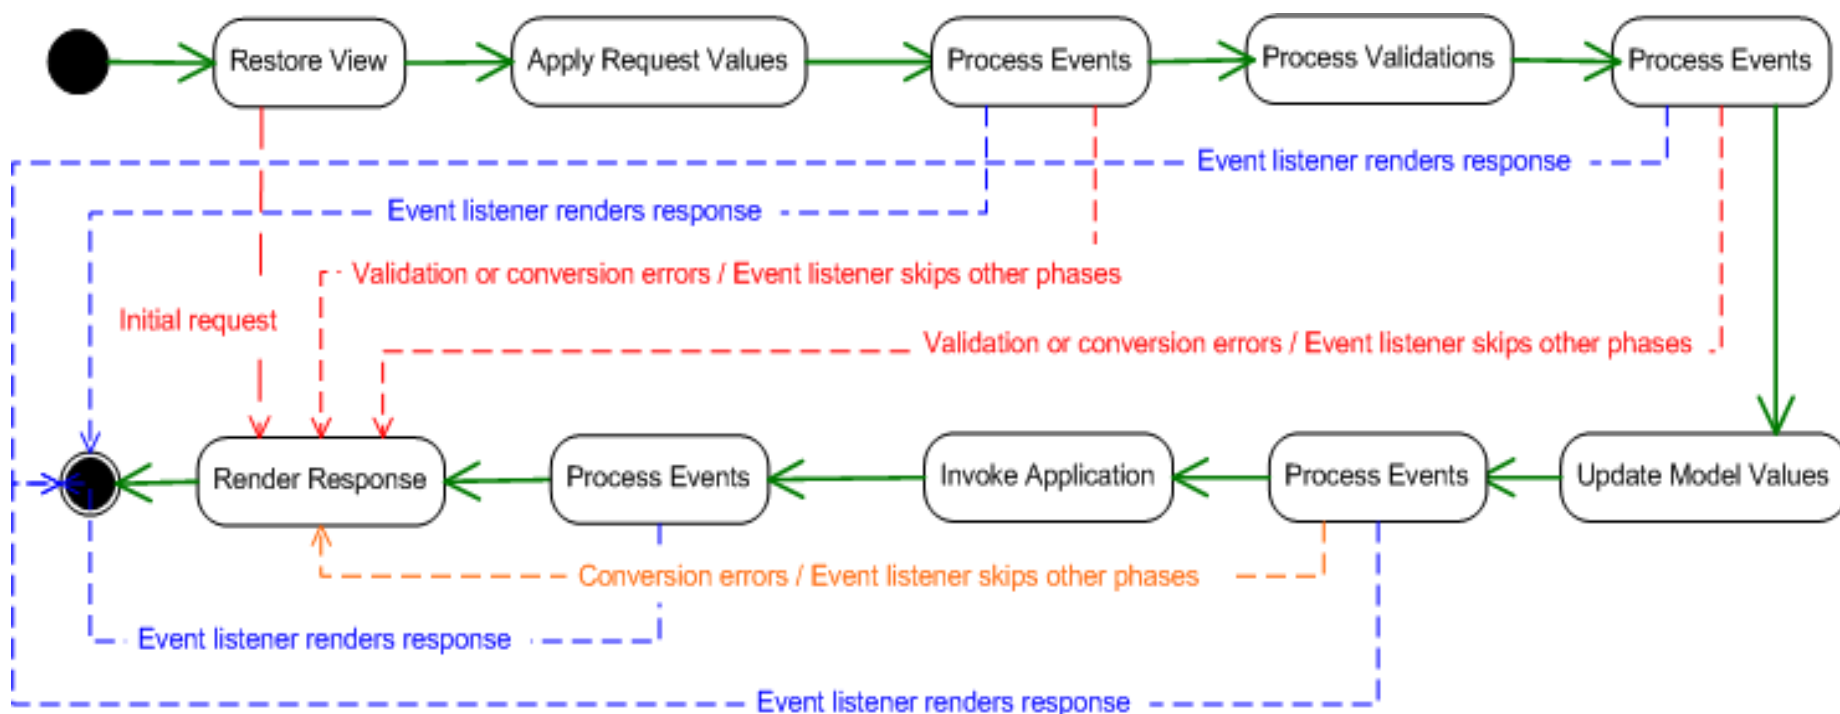 Restore View
Apply Request Values
Process Events
Process Validations
Process Events
Event listener renders response
Event listener renders response
Validation or conversion errors / Event listener skips other phases
Initial request
Validation or conversion errors / Event listener skips other phases
Render Response
Process Events
Invoke Application
Process Events
Update Model Values
Conversion errors / Event listener skips other phases
Event listener renders response
Event listener renders response